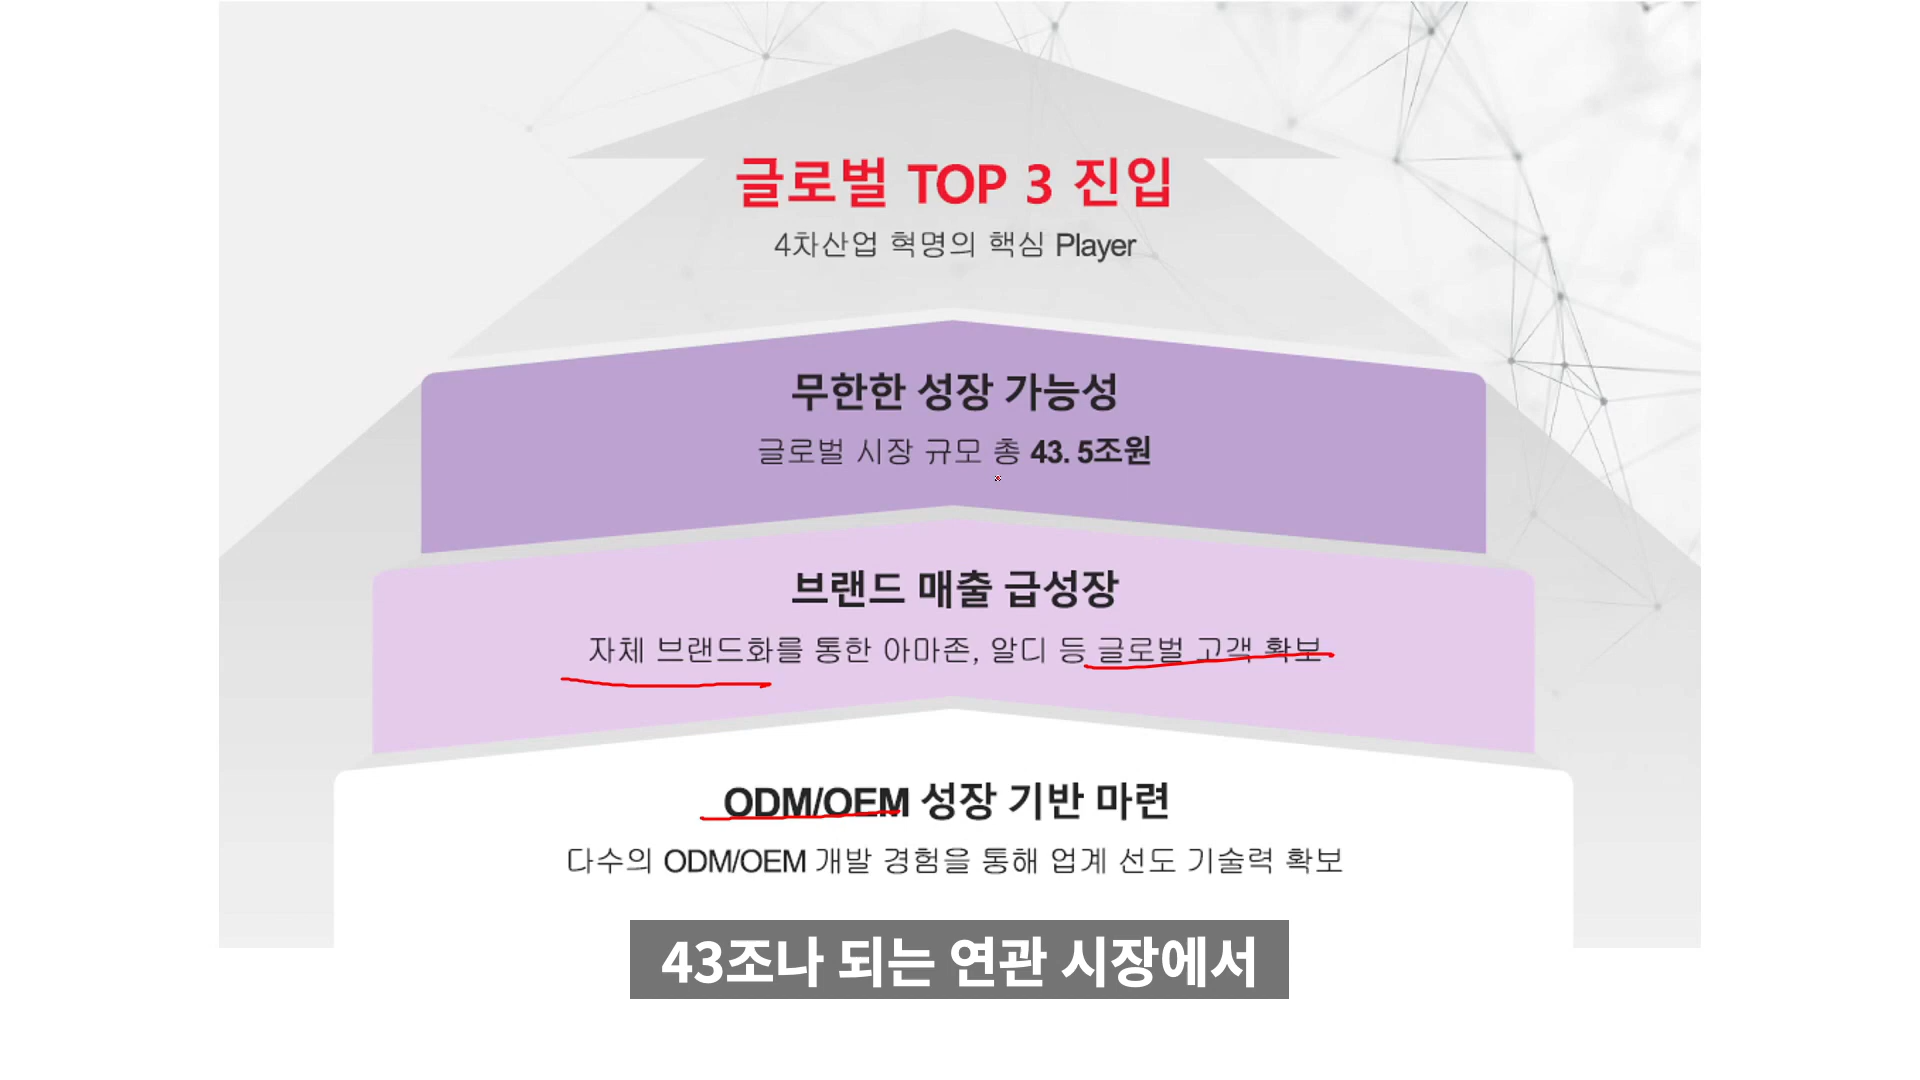 글로벌 TOP 3 진입
4차산업 혁명의 핵심 Player
무한한 성장 가능성
글로벌 시장 규모 총 43. 5조원
브랜드 매출 급성장
자체 브랜드화를 통한 아마존, 알디 등 글로벌 고객 확보
ODM/OEM 성장 기반 마련
다수의 ODM/OEM 개발 경험을 통해 업계 선도 기술력 확보
43조나 되는 연관 시장에서